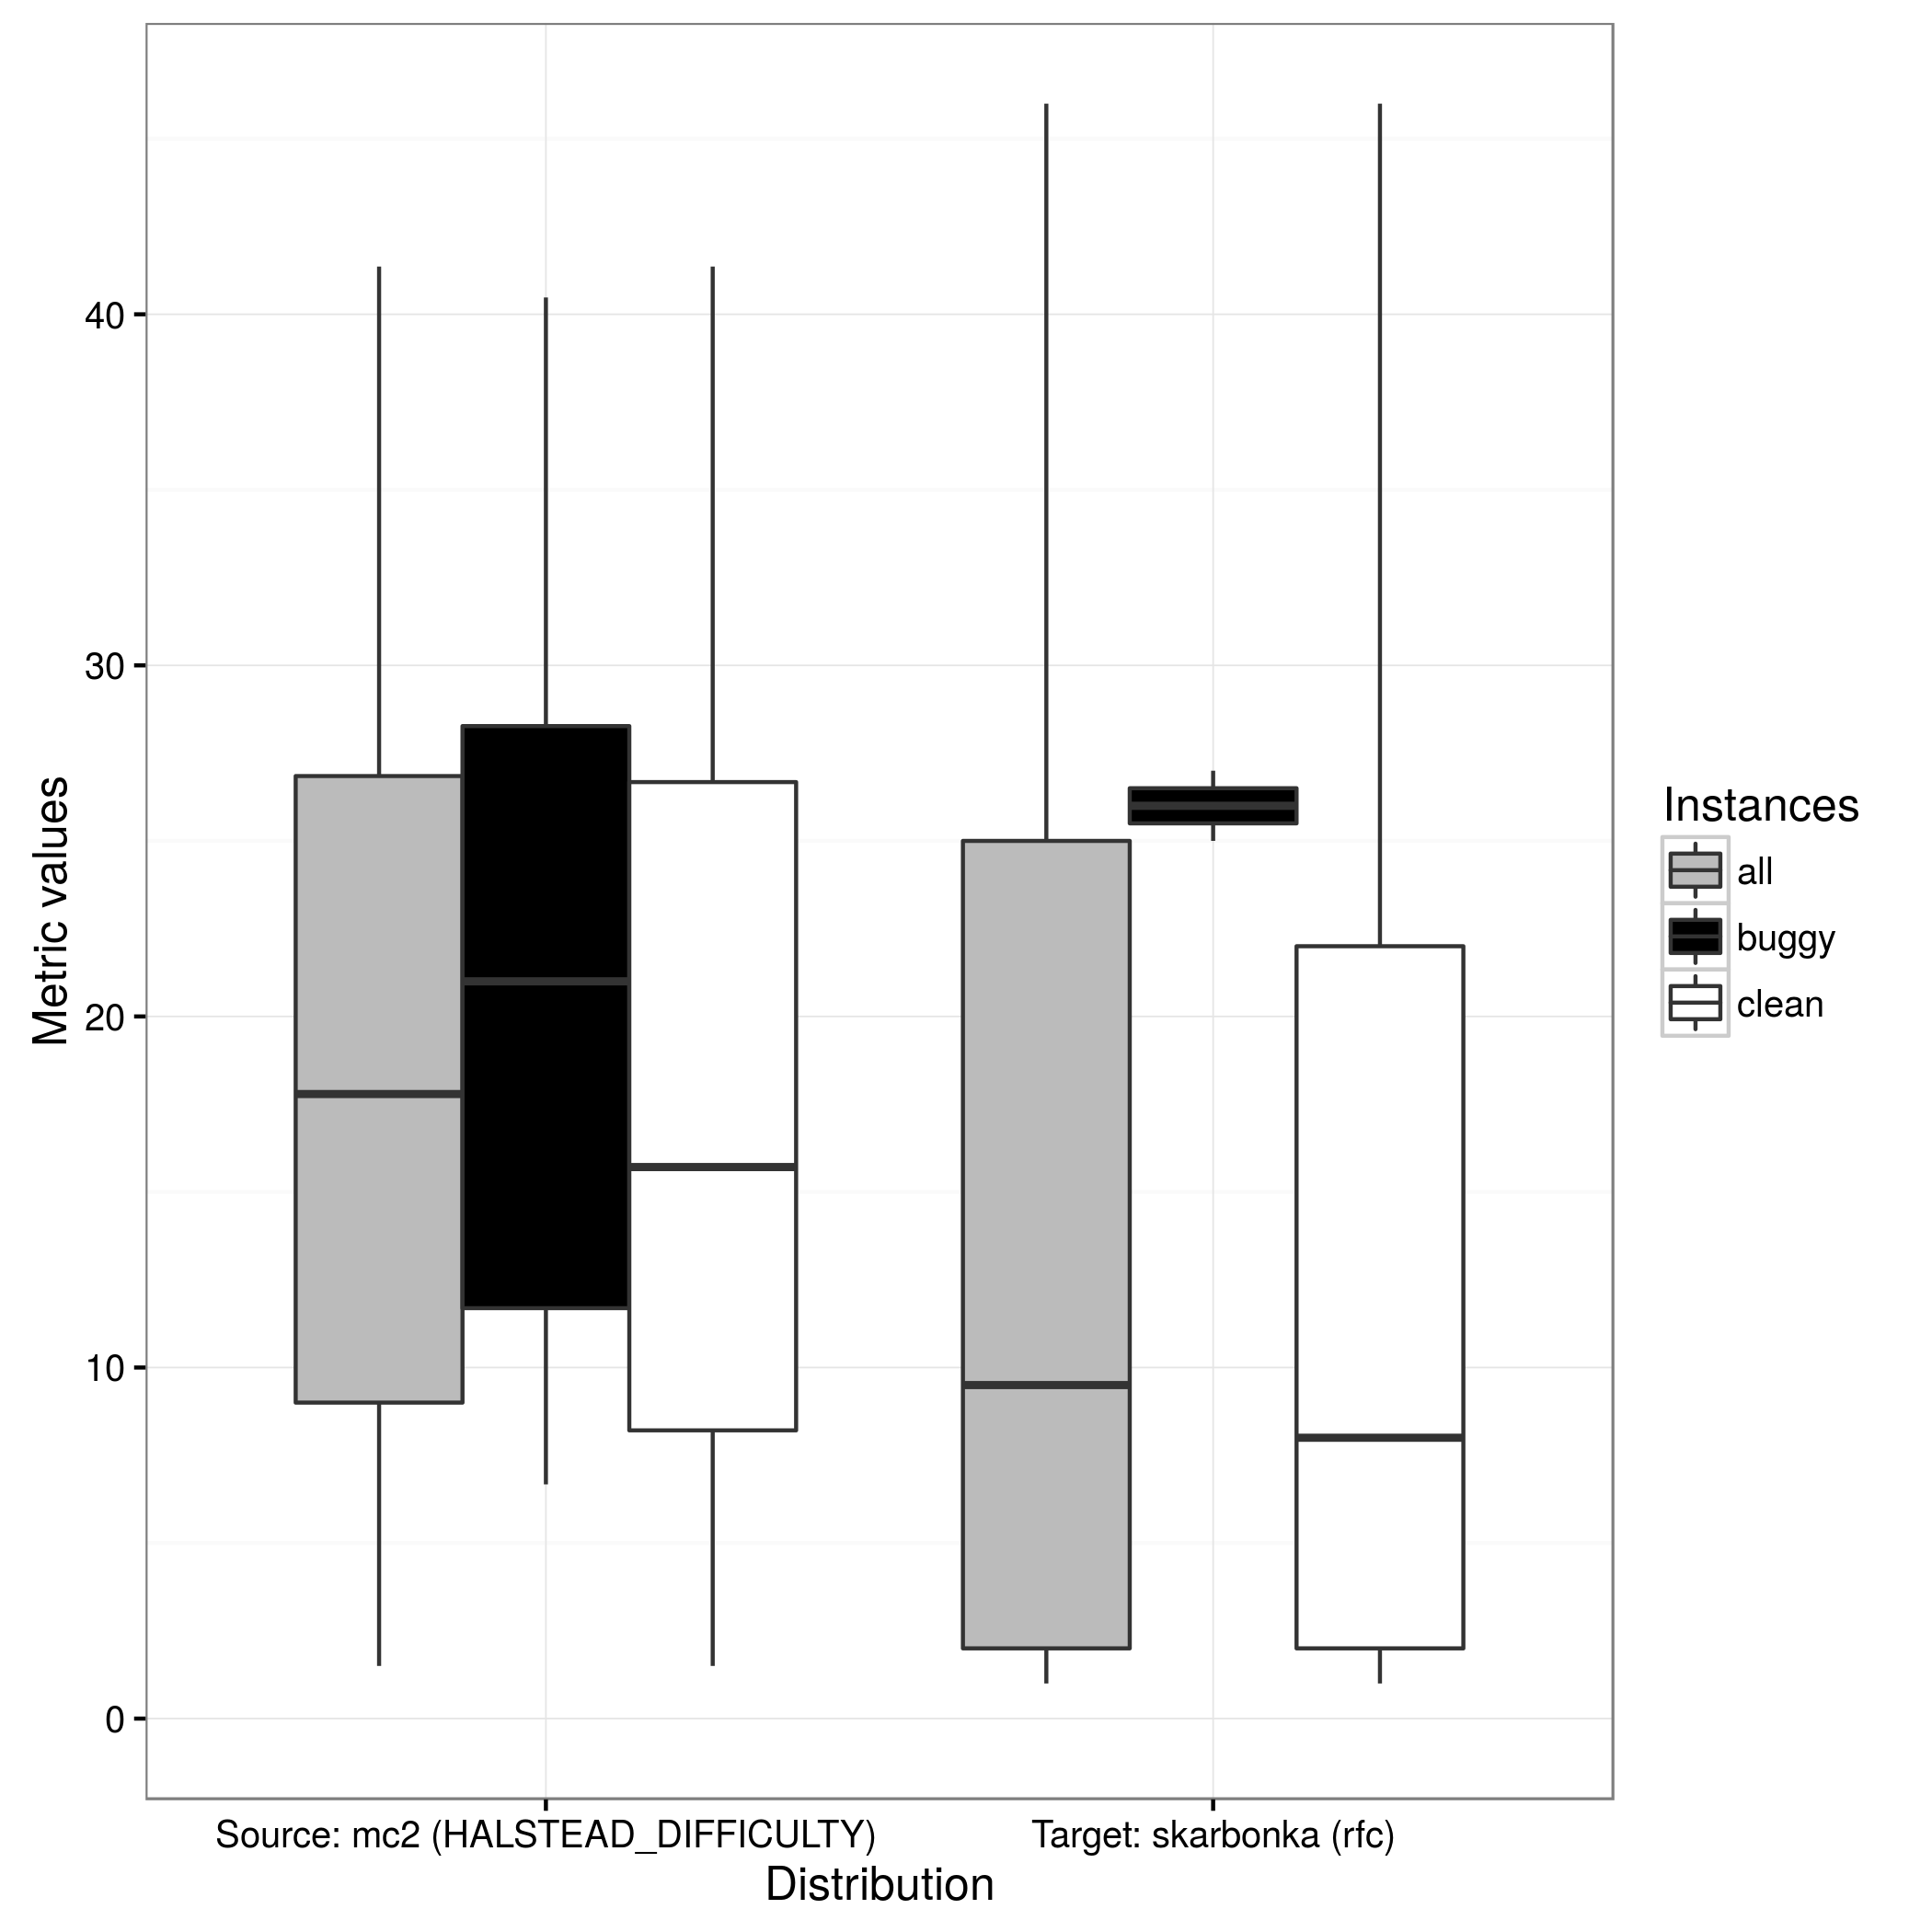 40
30
20
10
0
Metric values
Source: mc2 (HALSTEAD_DIFFICULTY)
Target: skarbonka (rfc)
Distribution
Instances
all
buggy
clean